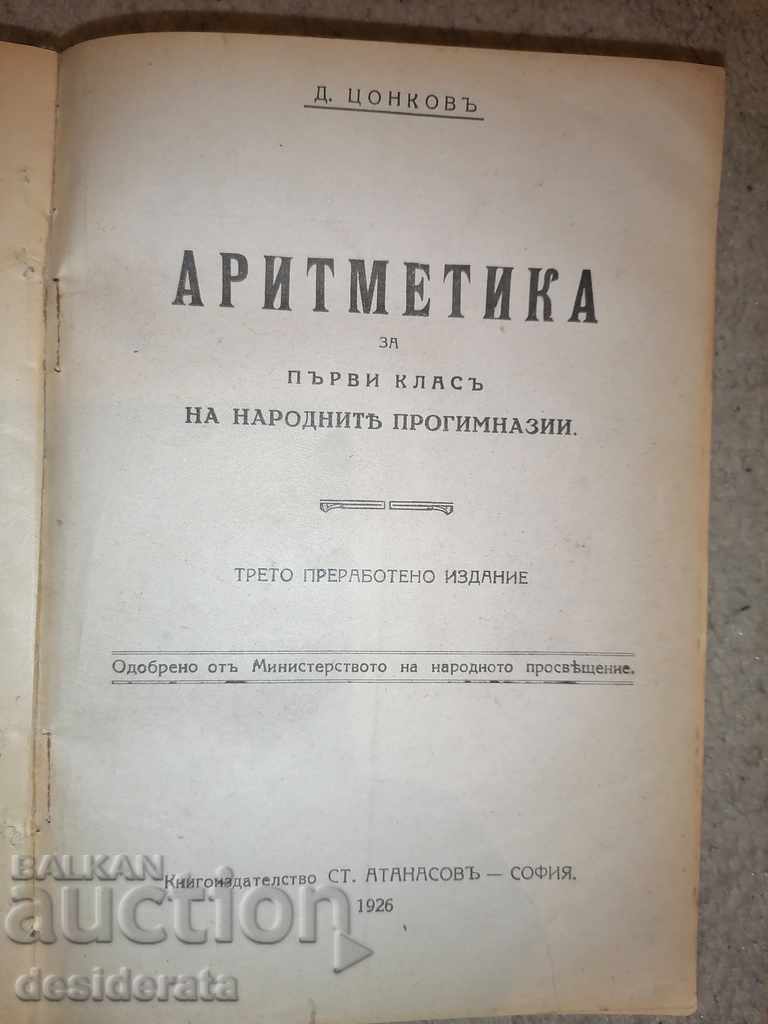 Д. ЦОНКОВЪ
АРИТМЕТИКА
ЗА
ПЪРВИ КЛАСЪ
НА НАРОДНИТѢ ПРОГИМНАЗИИ.
ТРЕТО ПРЕРАБОТЕНО ИЗДАНИЕ
Одобрено отъ Министерството на народното просвѣщение.
Книгоиздателство СТ. АТАНАСОВЪ — СОФИЯ.
1926
BALKAN
auction
desiderata